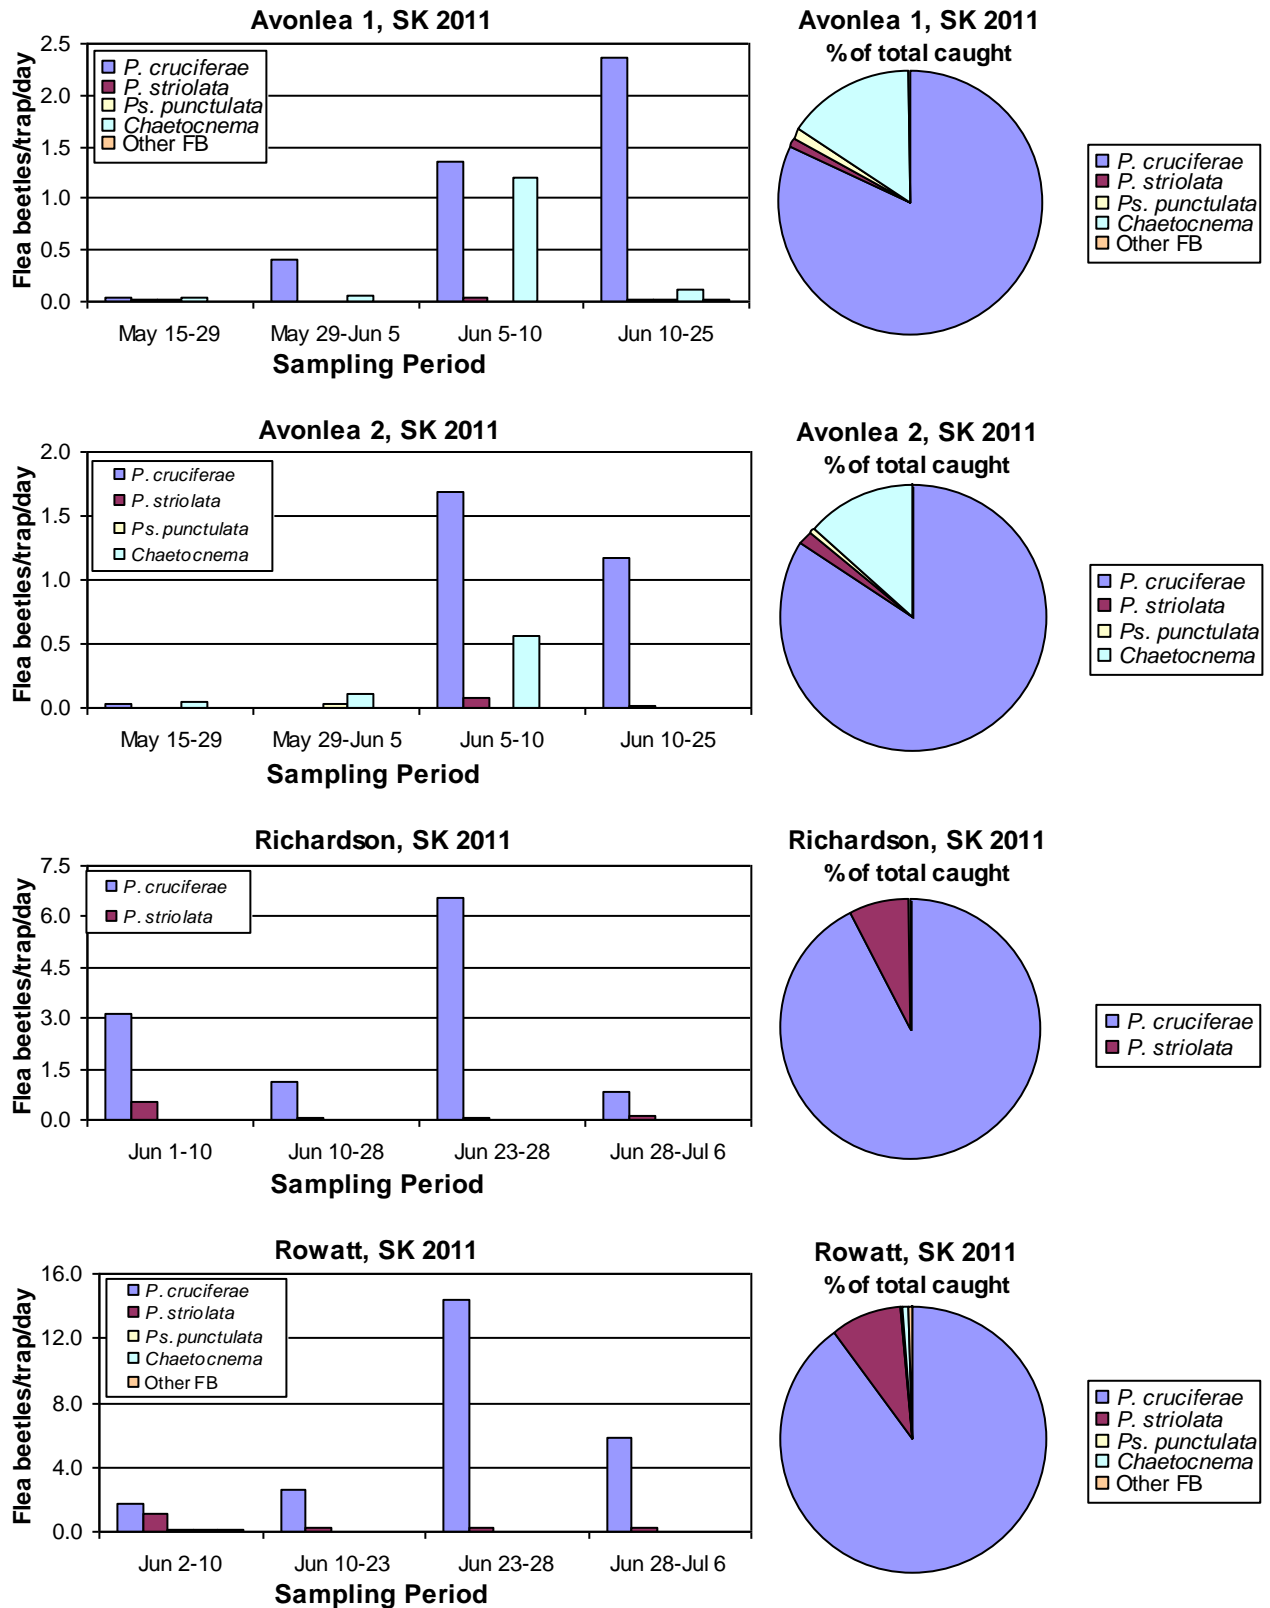 Avonlea 1, SK 2011
Flea beetles/trap/day
2.5
2.0
1.5
1.0
0.5
0.0
P. cruciferae
P. striolata
Ps. punctulata
Chaetocnema
Other FB
May 15-29 May 29-Jun 5 Jun 5-10 Jun 10-25
Sampling Period
Avonlea 1, SK 2011
% of total caught
P. cruciferae
P. striolata
Ps. punctulata
Chaetocnema
Other FB
Avonlea 2, SK 2011
Flea beetles/trap/day
2.0
1.5
1.0
0.5
0.0
P. cruciferae
P. striolata
Ps. punctulata
Chaetocnema
May 15-29 May 29-Jun 5 Jun 5-10 Jun 10-25
Sampling Period
Avonlea 2, SK 2011
% of total caught
P. cruciferae
P. striolata
Ps. punctulata
Chaetocnema
Richardson, SK 2011
Flea beetles/trap/day
7.5
6.0
4.5
3.0
1.5
0.0
P. cruciferae
P. striolata
Jun 1-10 Jun 10-28 Jun 23-28 Jun 28-Jul 6
Sampling Period
Richardson, SK 2011
% of total caught
P. cruciferae
P. striolata
Rowatt, SK 2011
Flea beetles/trap/day
16.0
12.0
8.0
4.0
0.0
P. cruciferae
P. striolata
Ps. punctulata
Chaetocnema
Other FB
Jun 2-10 Jun 10-23 Jun 23-28 Jun 28-Jul 6
Sampling Period
Rowatt, SK 2011
% of total caught
P. cruciferae
P. striolata
Ps. punctulata
Chaetocnema
Other FB